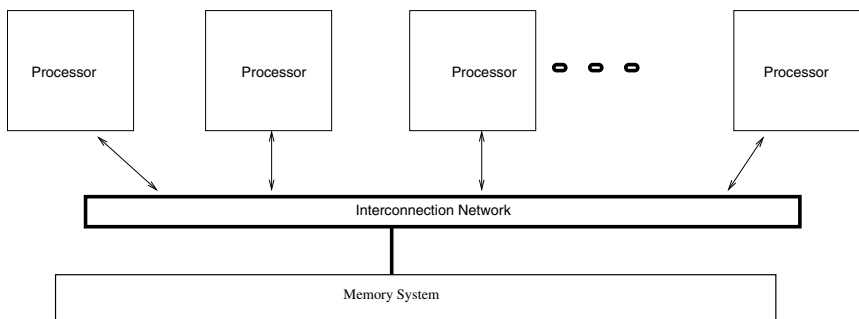 Processor
Processor
Processor
Processor
Interconnection Network
Memory System